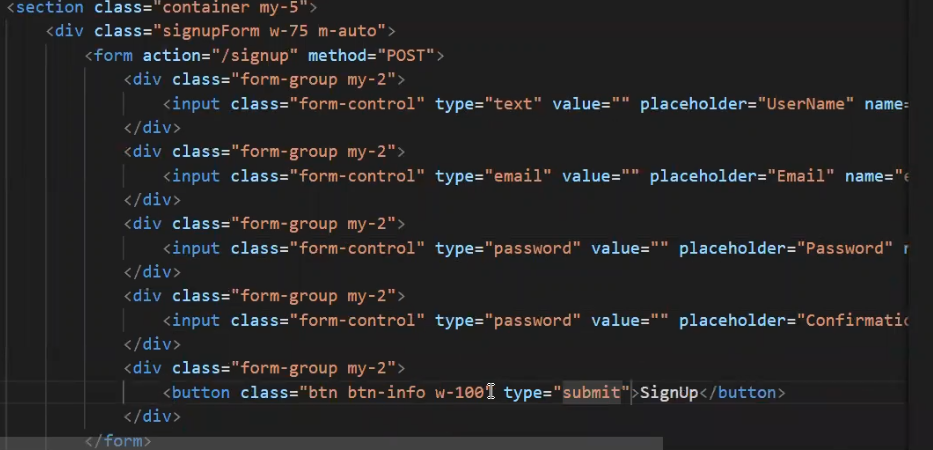 <section class="container my-5">
<div class="signupForm w-75 m-auto">
<form action="/signup" method="POST">
<div class="form-group my-2">
<input class="form-control" type="text" value="" placeholder="UserName" name=
</div>
<div class="form-group my-2">
<input class="form-control" type="email" value="" placeholder="Email" name="e
</div>
<div class="form-group my-2">
<input class="form-control" type="password" value="" placeholder="Password" n
</div>
<div class="form-group my-2">
<input class="form-control" type="password" value="" placeholder="Confirmatic
</div>
<div class="form-group my-2">
<button class="btn btn-info w-100" type="submit">SignUp</button>
</div>
</form>